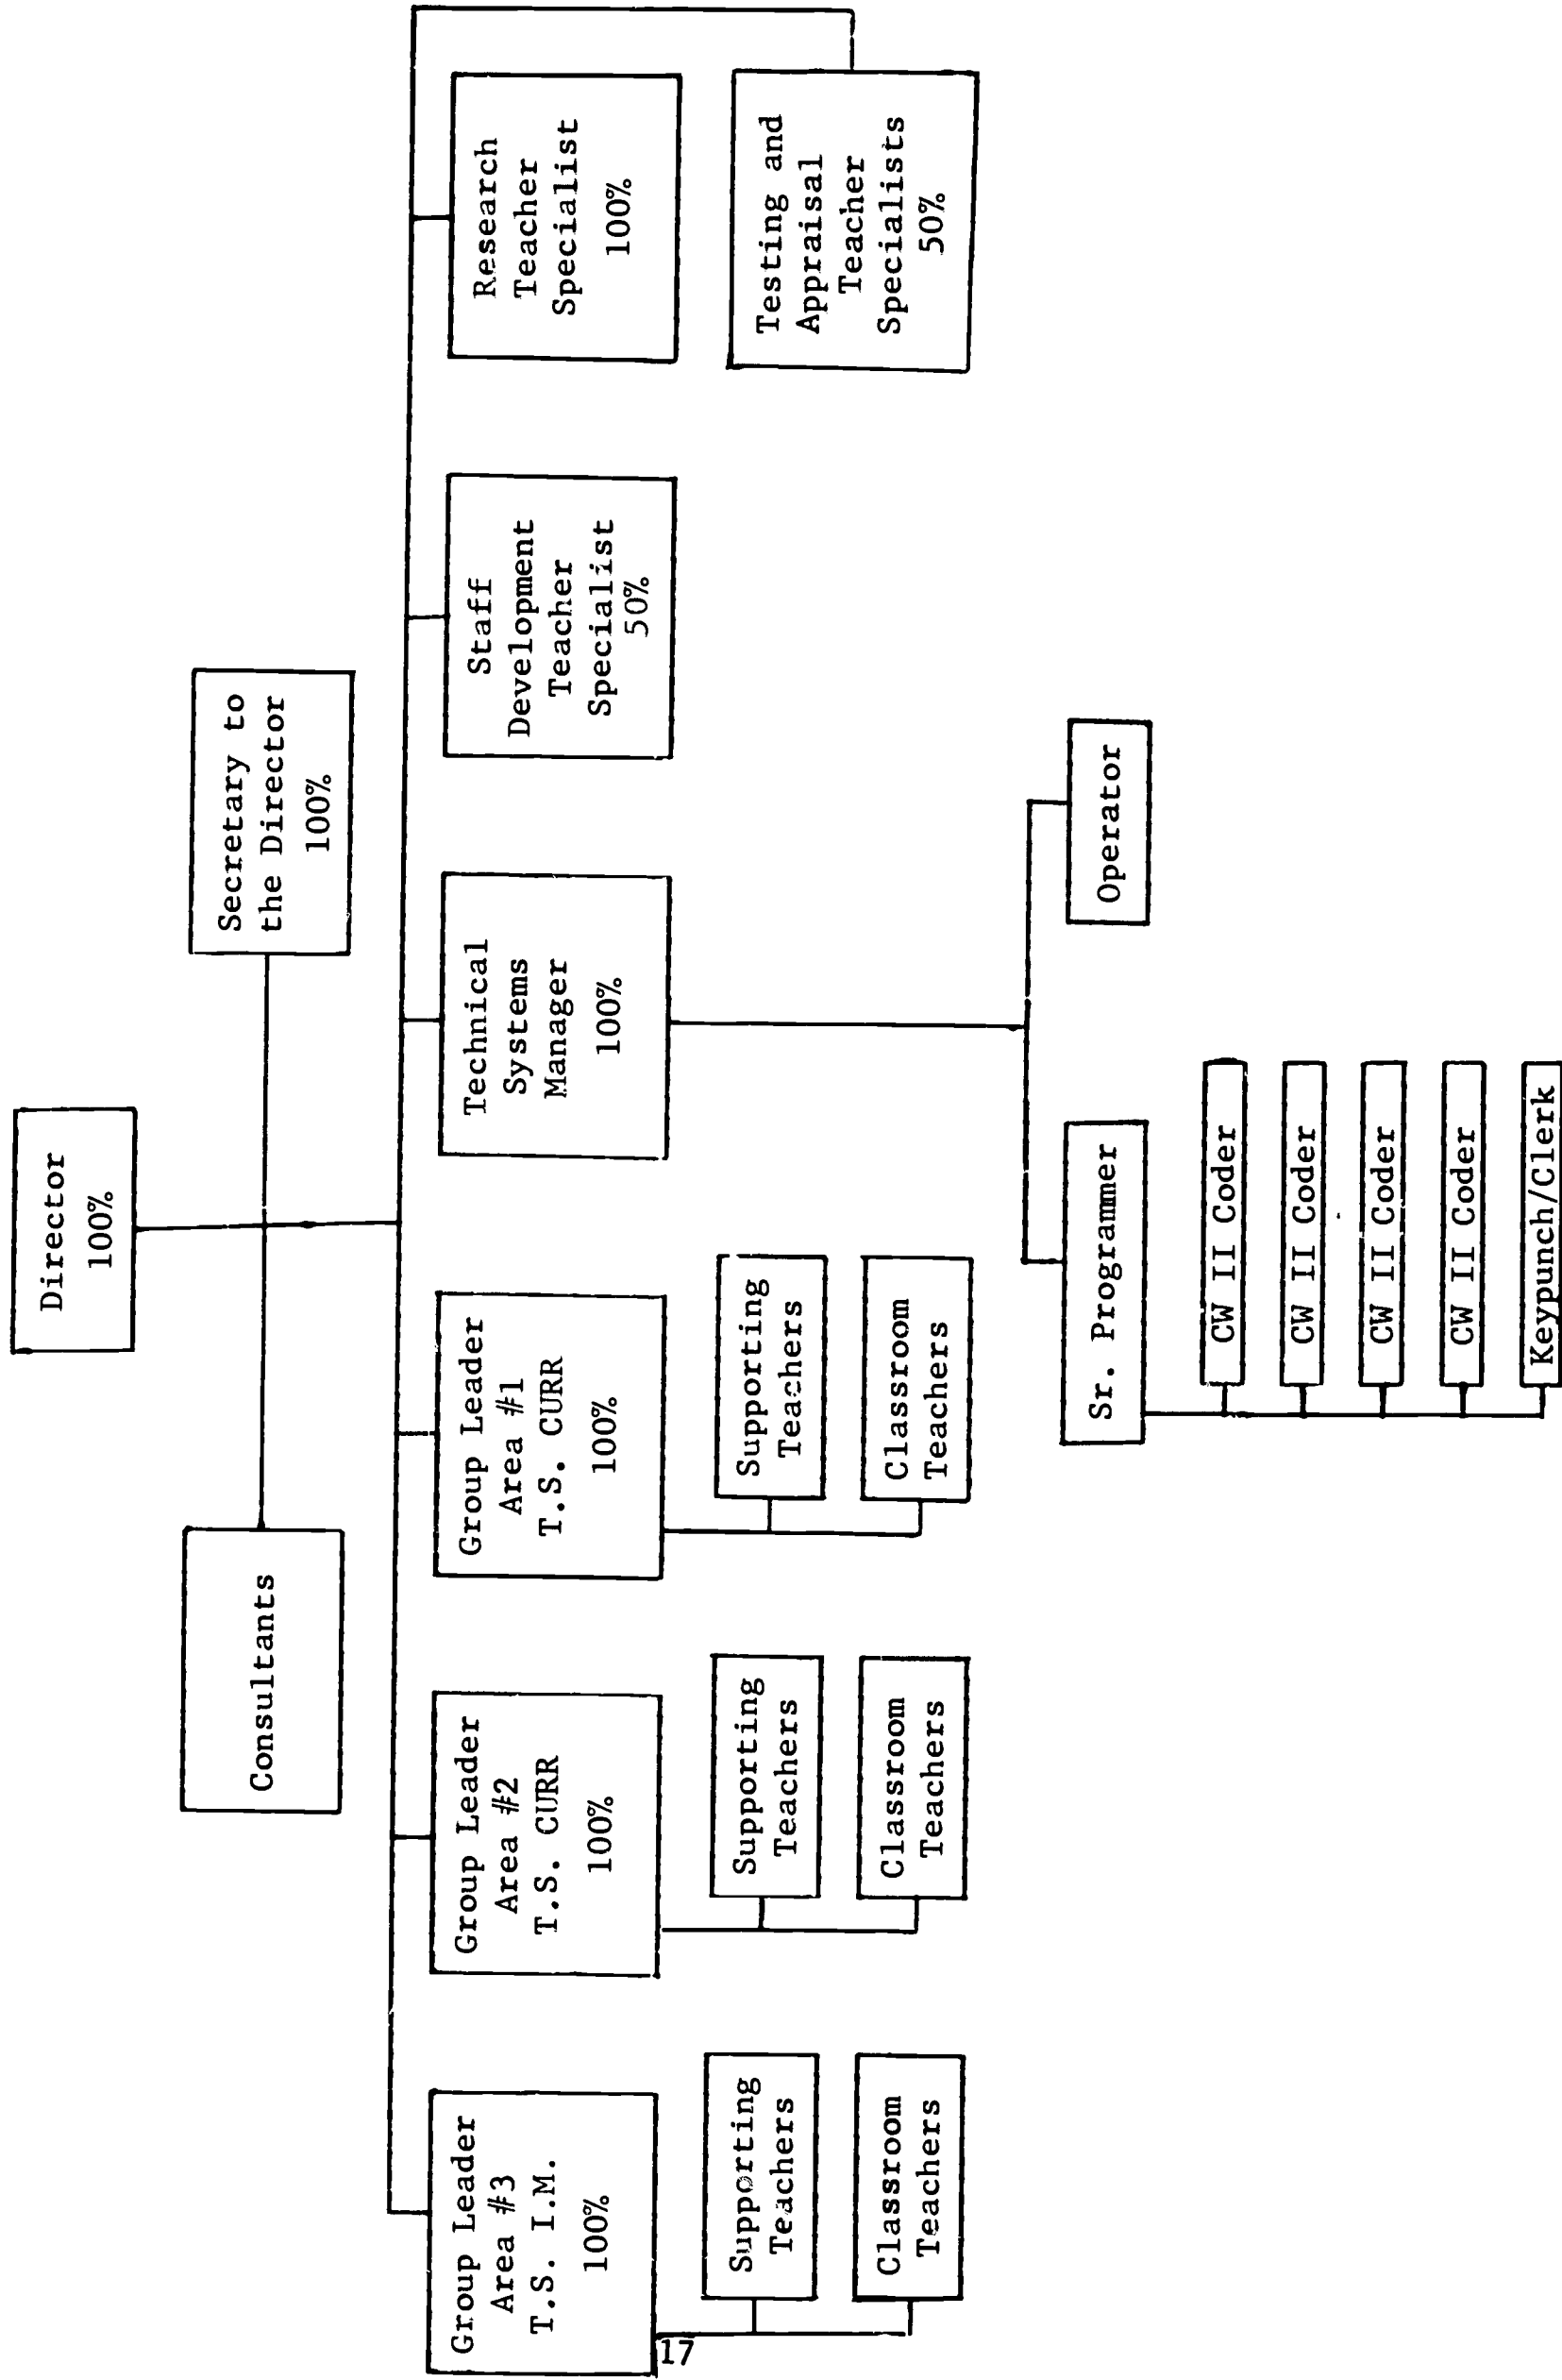 Director
100%
Consultants
Secretary to
the Director
100%
Group Leader
Area #3
T.S. I.M.
100%
Group Leader
Area #2
T.S. CURR
100%
Group Leader
Area #1
T.S. CURR
100%
Technical
Systems
Manager
100%
Staff
Development
Teacher
Specialist
50%
Research
Teacher
Specialist
100%
Supporting
Teachers
Classroom
Teachers
Supporting
Teachers
Classroom
Teachers
Supporting
Teachers
Classroom
Teachers
Testing and
Appraisal
Teacher
Specialists
50%
Sr. Programmer
Operator
CW II Coder
CW II Coder
CW II Coder
CW II Coder
Keypunch/Clerk
17